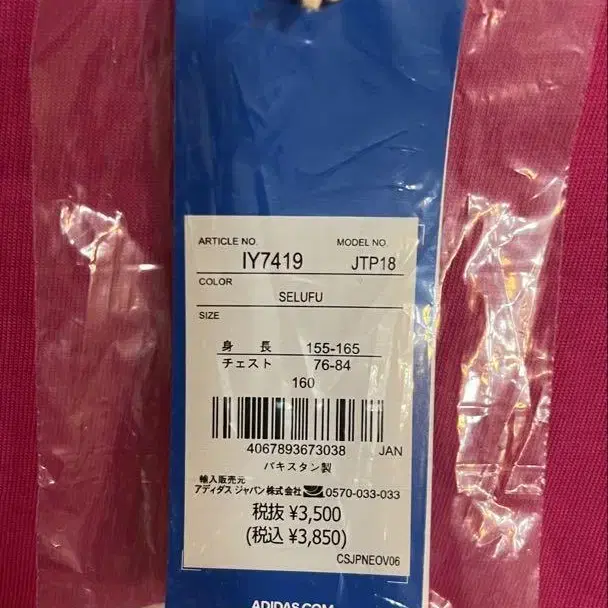 ARTICLE NO. MODEL NO.
IY7419 JTP18
COLOR
SELUFU
SIZE
身 長 155-165
チェスト 76-84
160
4067893673038 JAN
パキスタン製
輸入販売元
アディダス ジャパン株式会社 0570-033-033
税抜 ¥3,500
(税込 ¥3,850)
CSJPNEOV06
ADIDAS.COM